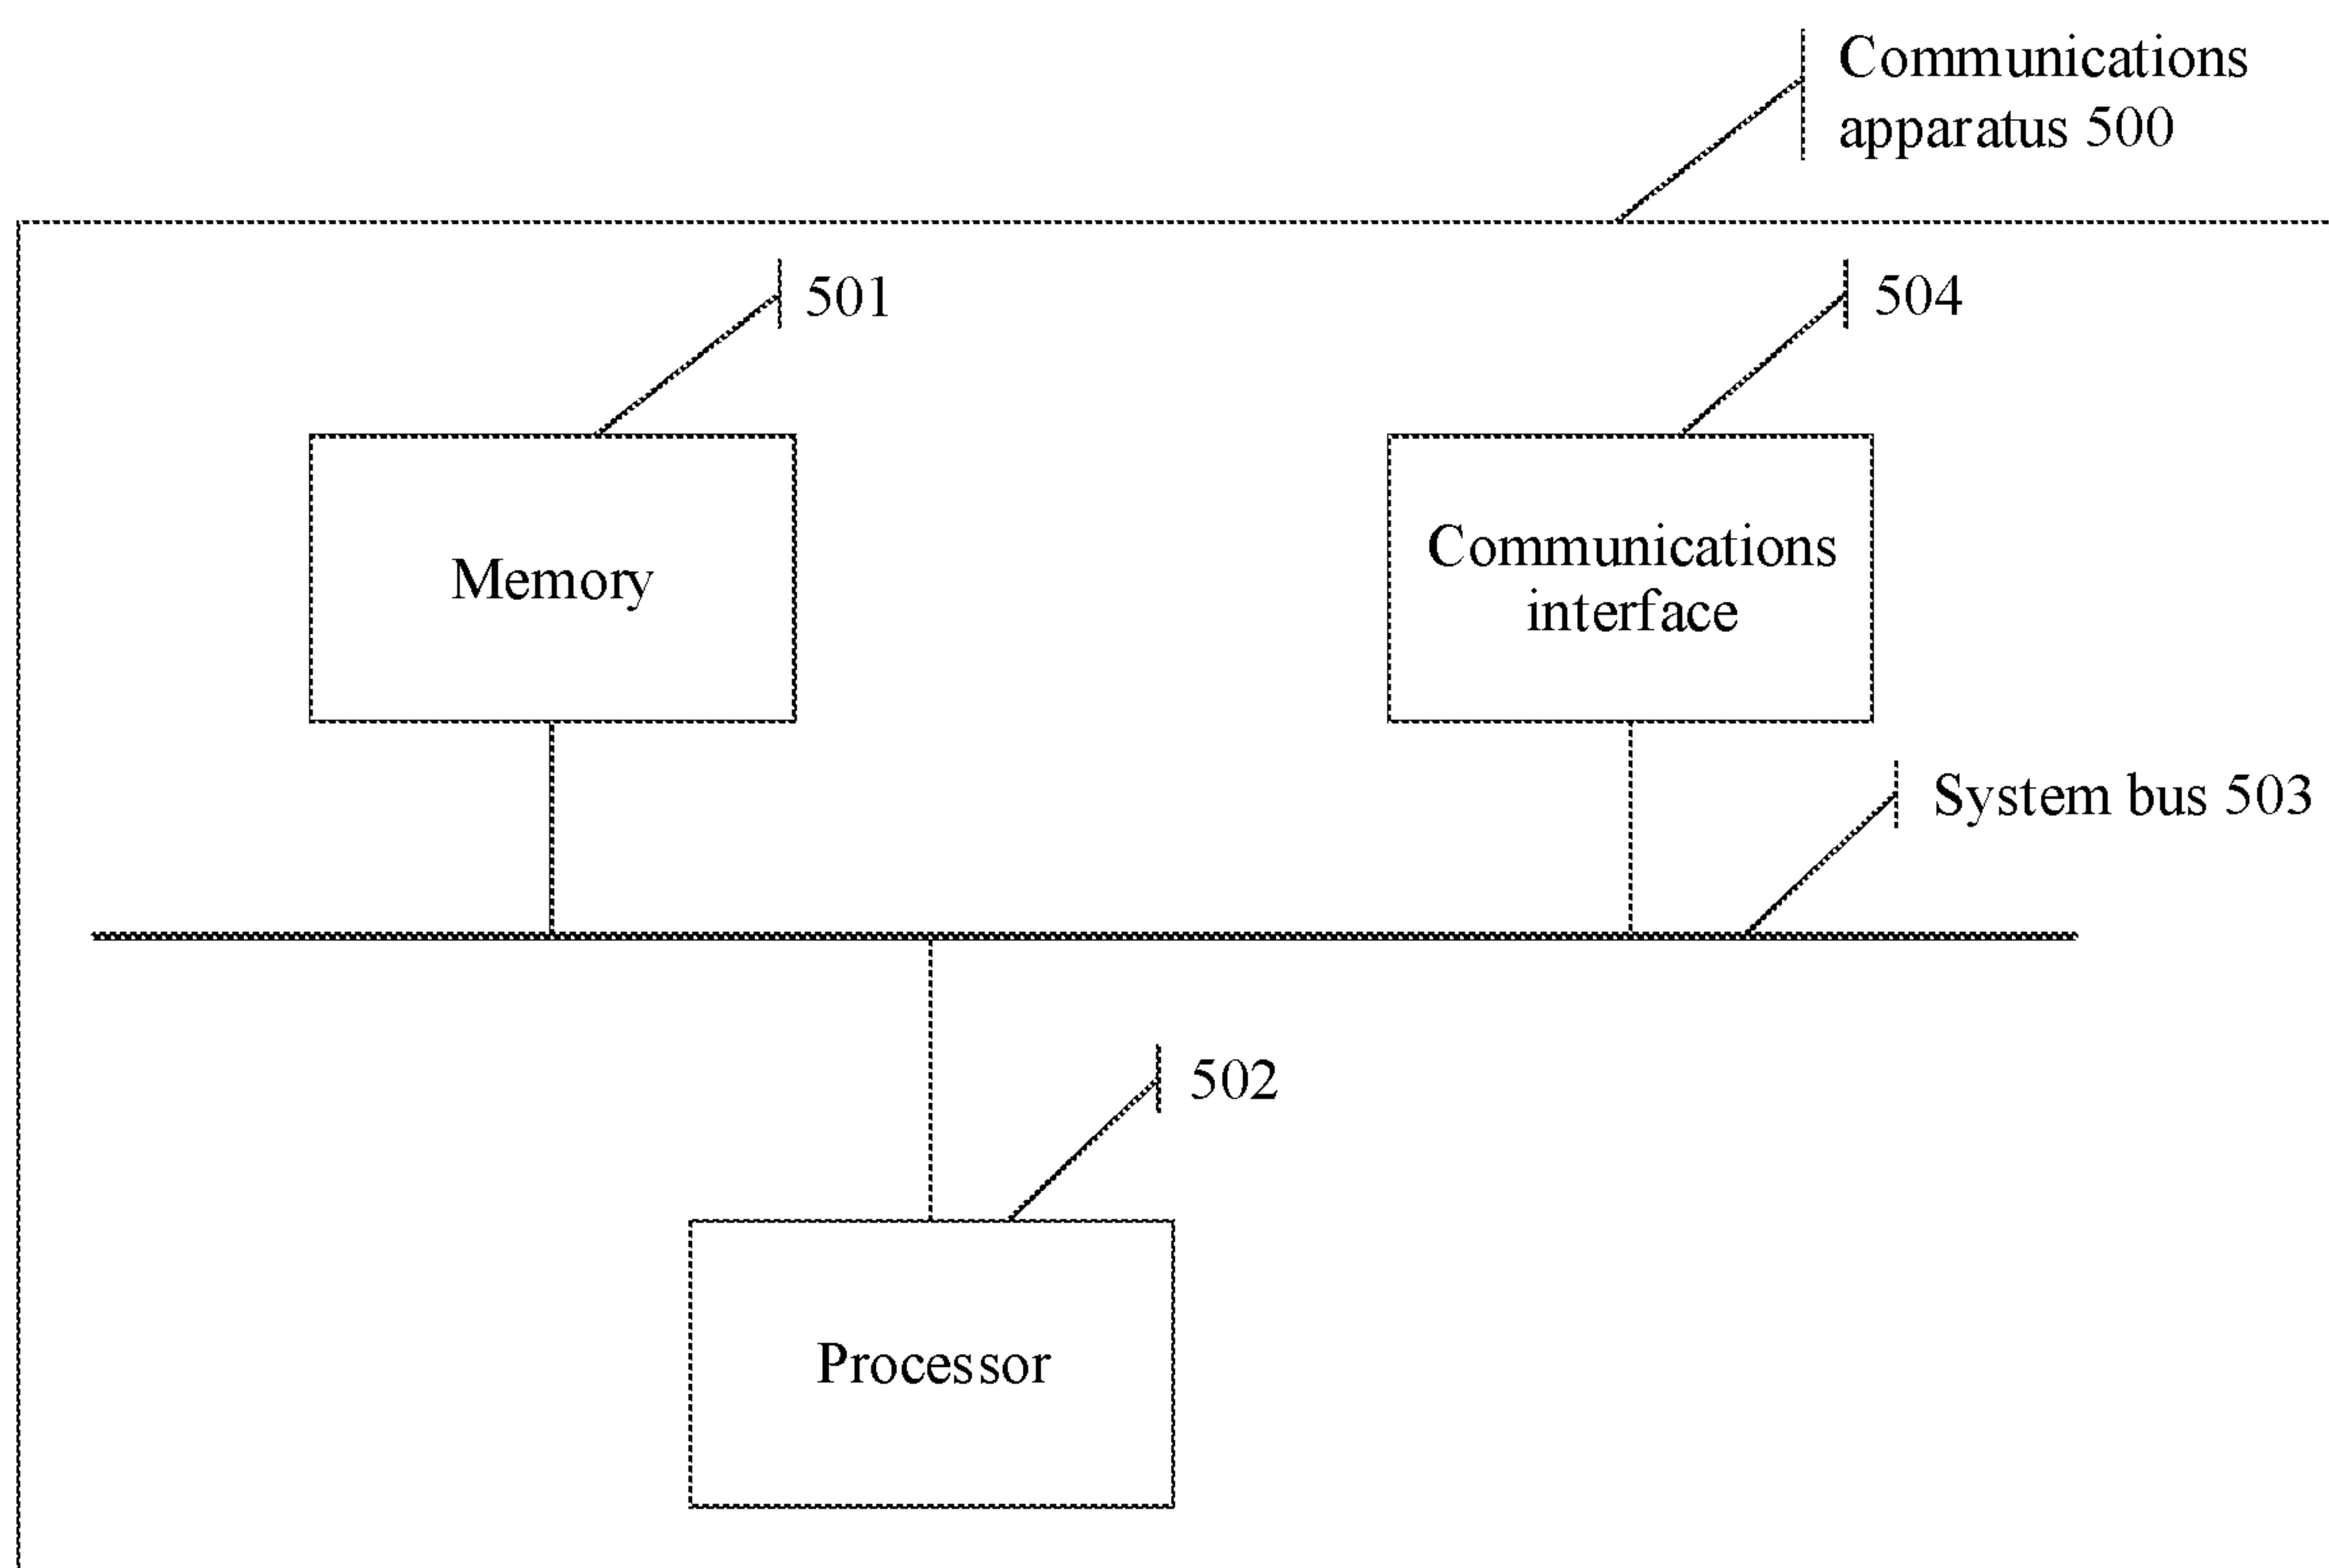 Communications
apparatus 500
501
504
Memory
Communications
interface
System bus 503
502
Processor